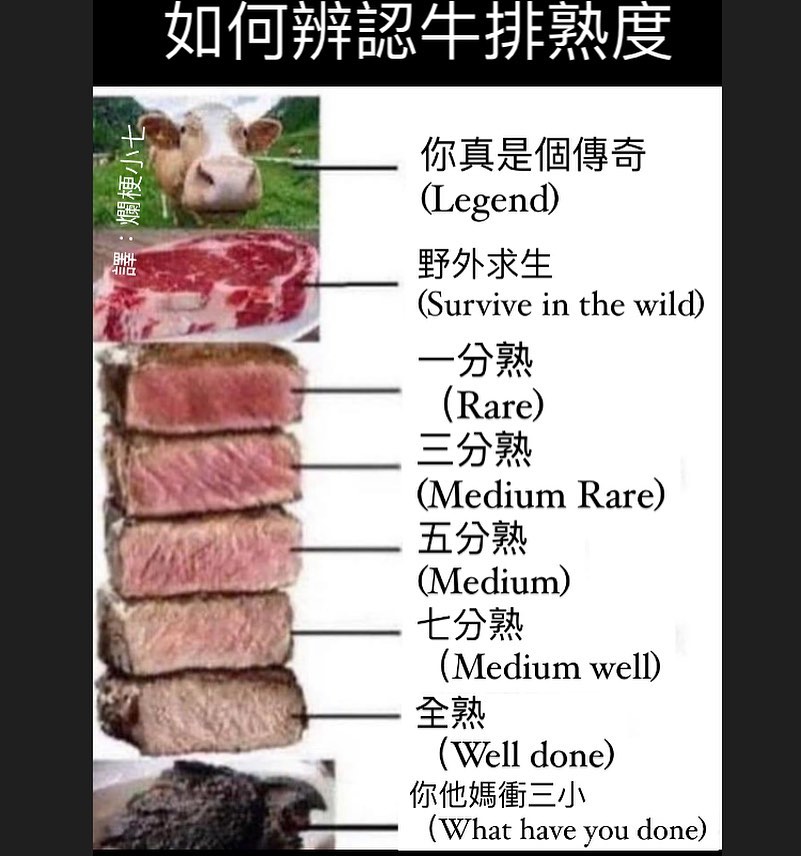 如何辨認牛排熟度
譯：爛梗小七
你真是個傳奇
(Legend)
野外求生
(Survive in the wild)
一分熟
（Rare)
三分熟
(Medium Rare)
五分熟
(Medium)
七分熟
（Medium well)
全熟
（Well done)
你他媽衝三小
（What have you done)